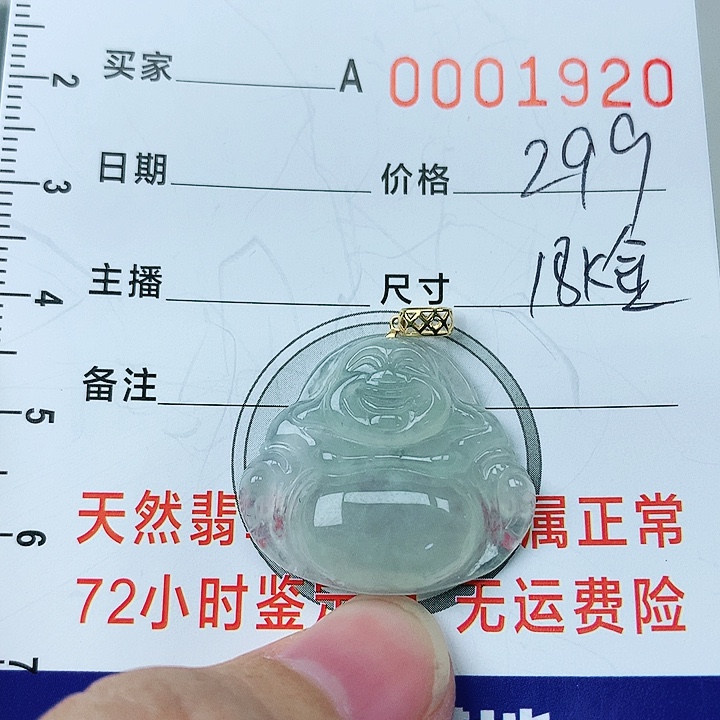 买家 A 0001920
2
日期 价格 299
3
主播 尺寸 18K金
4
备注
5
天然翡 属正常
6
72小时鉴 无运费险
7